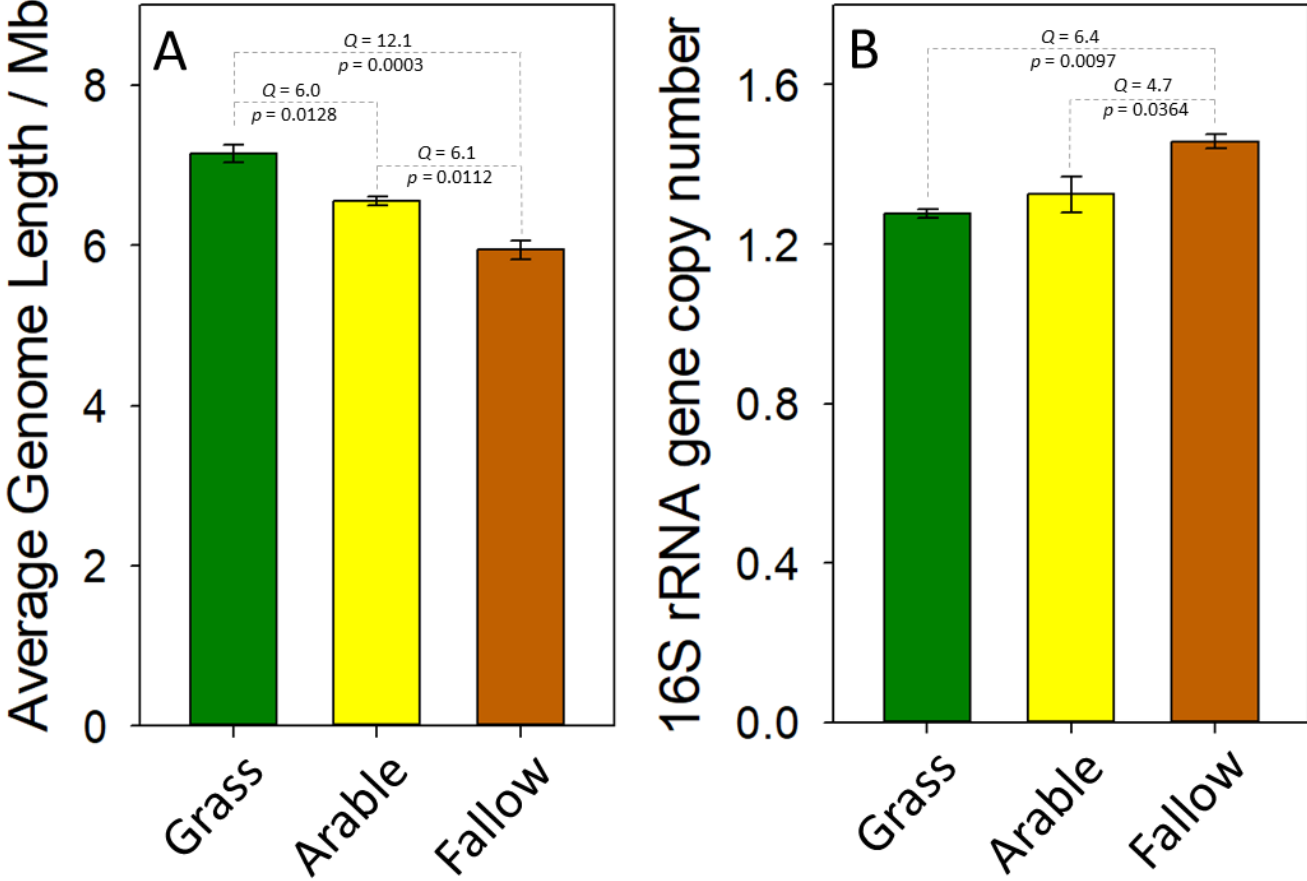 A
Average Genome Length / Mb
8
6
4
2
0
Q = 12.1
p = 0.0003
Q = 6.0
p = 0.0128
Q = 6.1
p = 0.0112
Grass
Arable
Fallow
B
16S rRNA gene copy number
1.6
1.2
0.8
0.4
0.0
Q = 6.4
p = 0.0097
Q = 4.7
p = 0.0364
Grass
Arable
Fallow